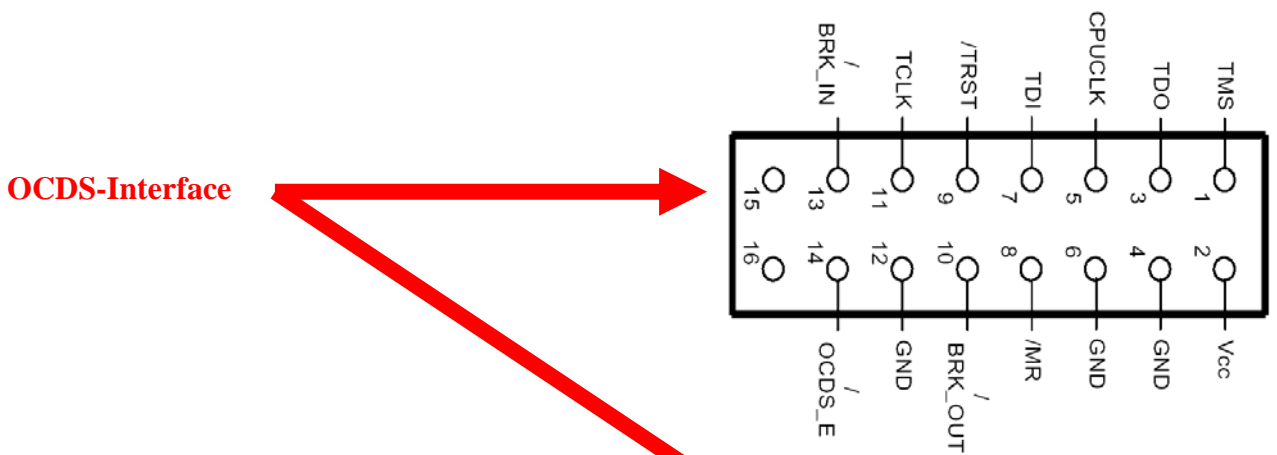 OCDS-Interface
/BRK_IN
TCLK
/TRST
TDI
CPUCLK
TDO
TMS
15
13
11
9
7
5
3
1
16
14
12
10
8
6
4
2
/OCDS_E
GND
/BRK_OUT
/MR
GND
GND
Vcc